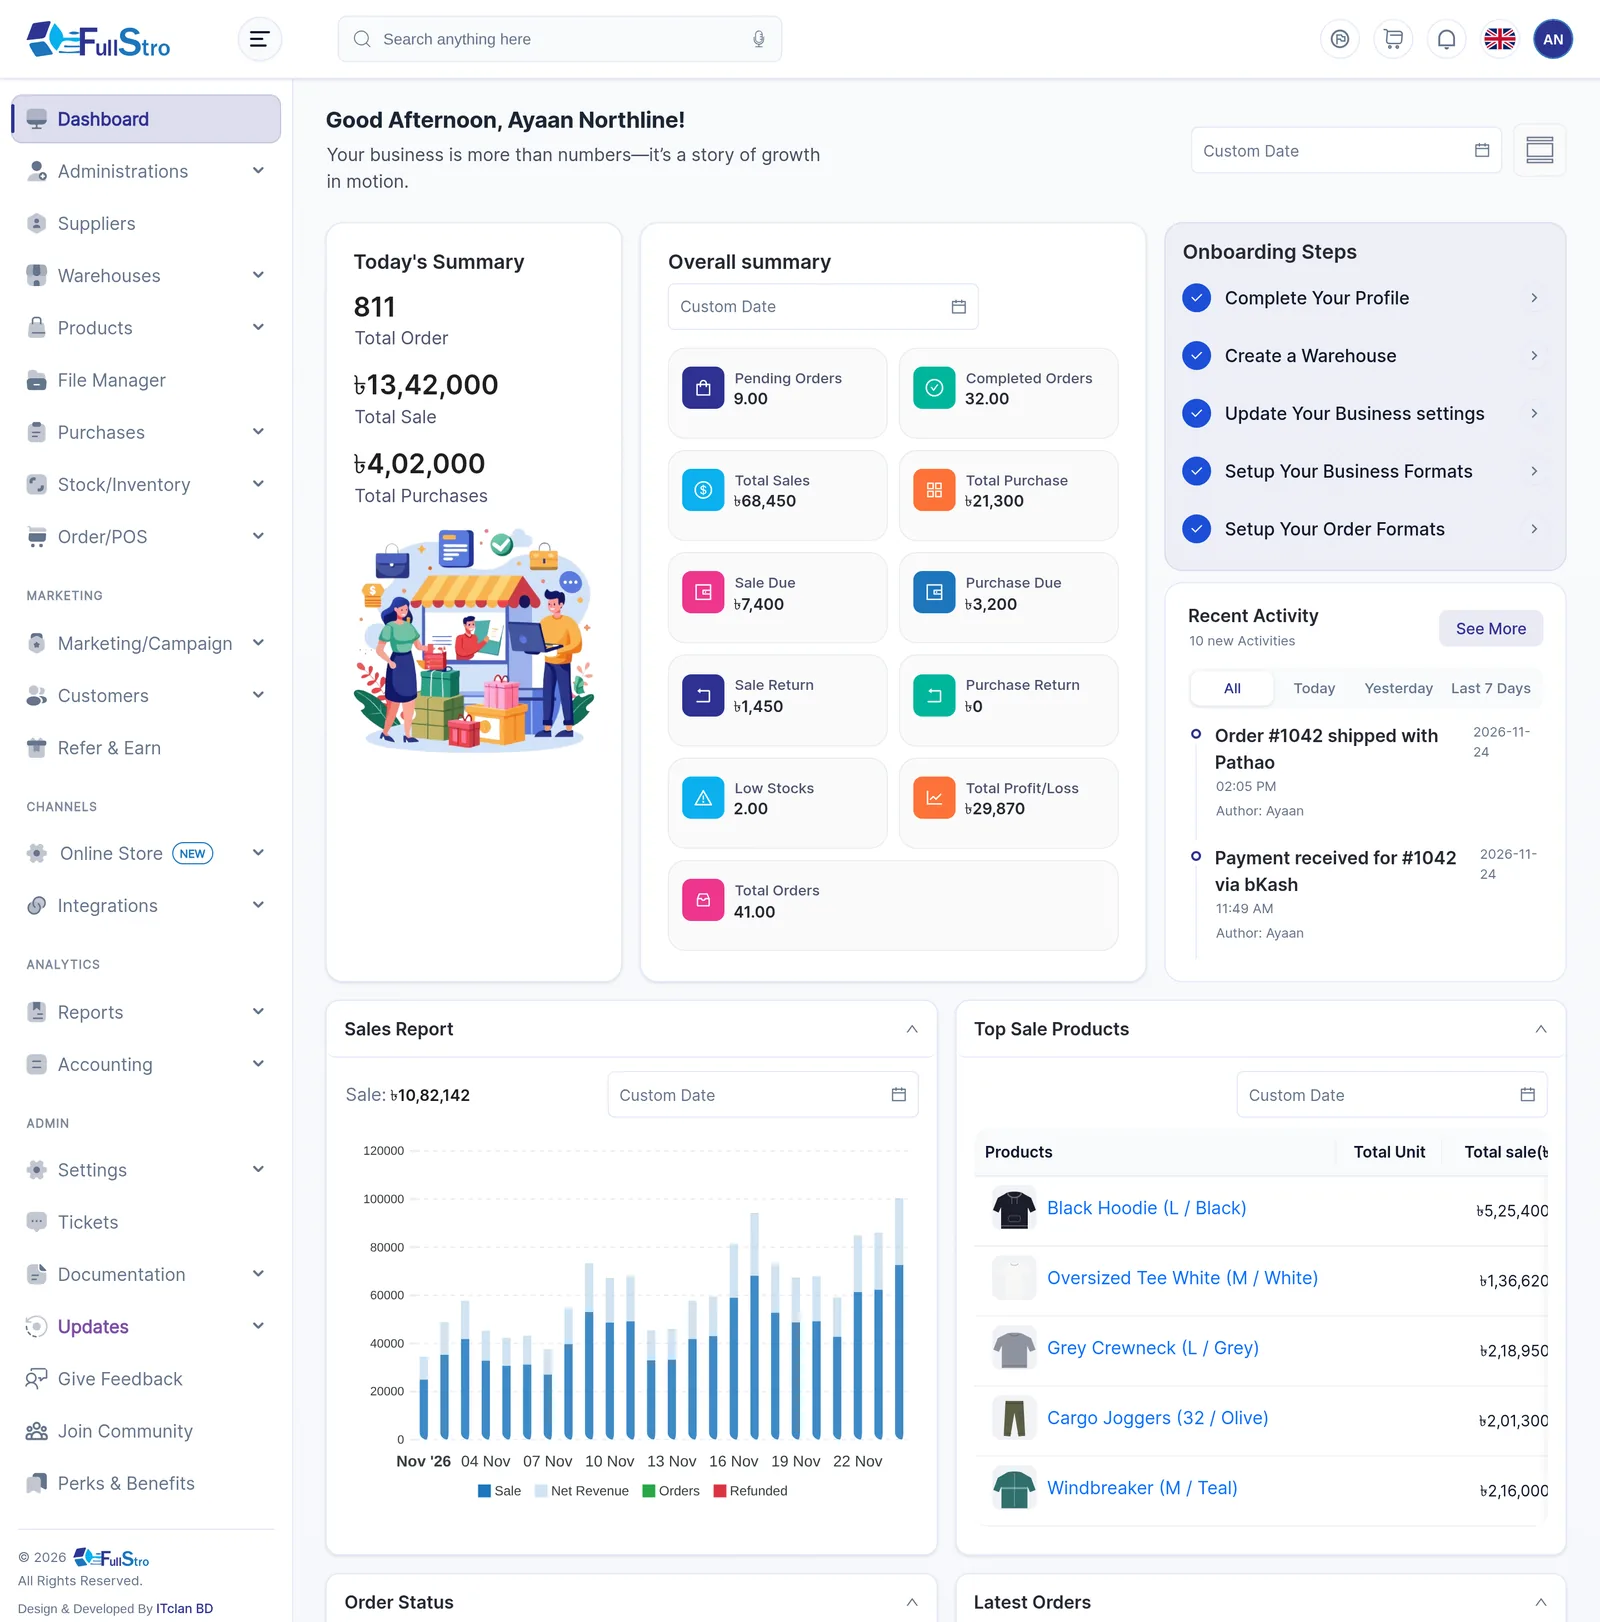 FullStro
Search anything here
AN
Dashboard
Administrations
Suppliers
Warehouses
Products
File Manager
Purchases
Stock/Inventory
Order/POS
MARKETING
Marketing/Campaign
Customers
Refer & Earn
CHANNELS
Online Store NEW
Integrations
ANALYTICS
Reports
Accounting
ADMIN
Settings
Tickets
Documentation
Updates
Give Feedback
Join Community
Perks & Benefits
© 2026 FullStro
All Rights Reserved.
Design & Developed By ITclan BD
Good Afternoon, Ayaan Northline!
Your business is more than numbers—it’s a story of growth
in motion.
Custom Date
Today's Summary
811
Total Order
৳13,42,000
Total Sale
৳4,02,000
Total Purchases
Overall summary
Custom Date
Pending Orders
9.00
Completed Orders
32.00
Total Sales
৳68,450
Total Purchase
৳21,300
Sale Due
৳7,400
Purchase Due
৳3,200
Sale Return
৳1,450
Purchase Return
৳0
Low Stocks
2.00
Total Profit/Loss
৳29,870
Total Orders
41.00
Onboarding Steps
Complete Your Profile
Create a Warehouse
Update Your Business settings
Setup Your Business Formats
Setup Your Order Formats
Recent Activity
10 new Activities
See More
All Today Yesterday Last 7 Days
Order #1042 shipped with
Pathao
2026-11-
24
02:05 PM
Author: Ayaan
Payment received for #1042
via bKash
2026-11-
24
11:49 AM
Author: Ayaan
Sales Report
Sale: ৳10,82,142
Custom Date
120000
100000
80000
60000
40000
20000
0
Nov '26 04 Nov 07 Nov 10 Nov 13 Nov 16 Nov 19 Nov 22 Nov
Sale Net Revenue Orders Refunded
Top Sale Products
Custom Date
Products Total Unit Total sale(৳
Black Hoodie (L / Black) ৳5,25,400
Oversized Tee White (M / White) ৳1,36,620
Grey Crewneck (L / Grey) ৳2,18,950
Cargo Joggers (32 / Olive) ৳2,01,300
Windbreaker (M / Teal) ৳2,16,000
Order Status
Latest Orders